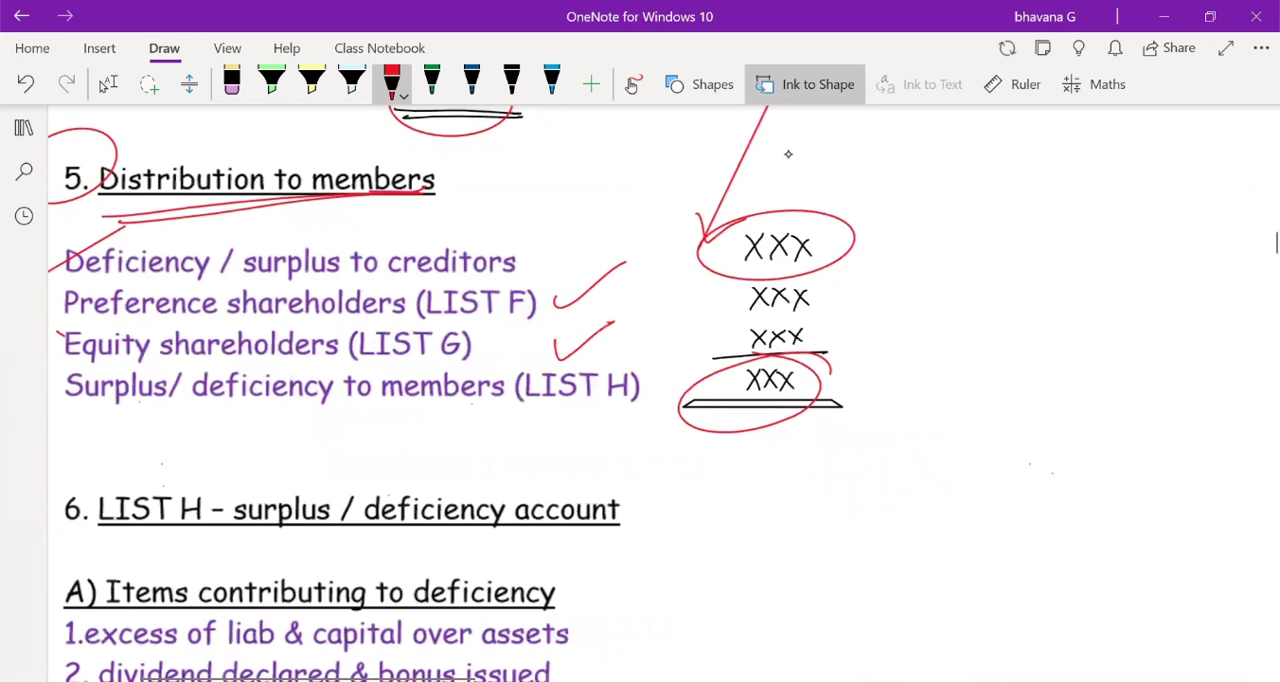 OneNote for Windows 10
bhavana G
Home Insert Draw View Help Class Notebook
Share
Shapes Ink to Shape Ink to Text Ruler Maths
5. Distribution to members
Deficiency / surplus to creditors XXX
Preference shareholders (LIST F) XXX
Equity shareholders (LIST G) XXX
Surplus/ deficiency to members (LIST H) XXX
6. LIST H - surplus / deficiency account
A) Items contributing to deficiency
1.excess of liab & capital over assets
2. dividend declared & bonus issued